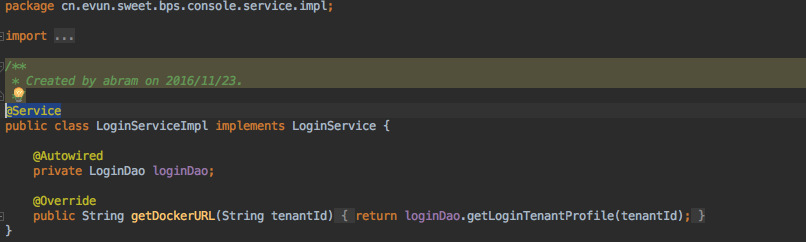 package cn.evun.sweet.bps.console.service.impl;
import ...
/**
* Created by abram on 2016/11/23.
@Service
public class LoginServiceImpl implements LoginService {
@Autowired
private LoginDao loginDao;
@Override
public String getDockerURL(String tenantId) { return loginDao.getLoginTenantProfile(tenantId); }
}